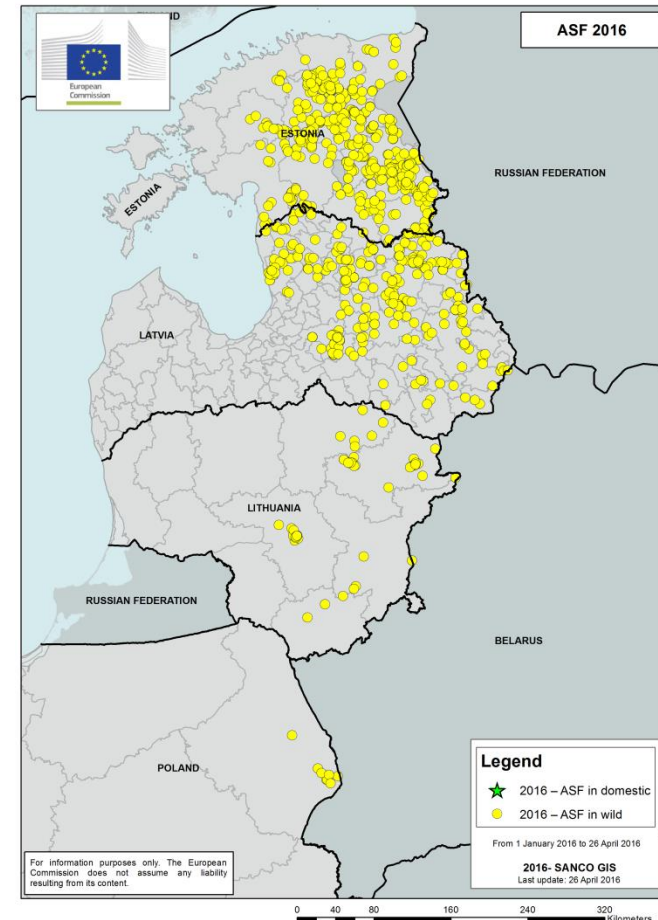 ASF 2016
European
Commission
ESTONIA
RUSSIAN FEDERATION
ESTONIA
LATVIA
LITHUANIA
RUSSIAN FEDERATION
BELARUS
POLAND
Legend
2016 – ASF in domestic
2016 – ASF in wild
From 1 January 2016 to 26 April 2016
2016- SANCO GIS
Last update: 26 April 2016
For information purposes only. The European
Commission does not assume any liability
resulting from its content.
0 40 80 160 240 320
Kilometers